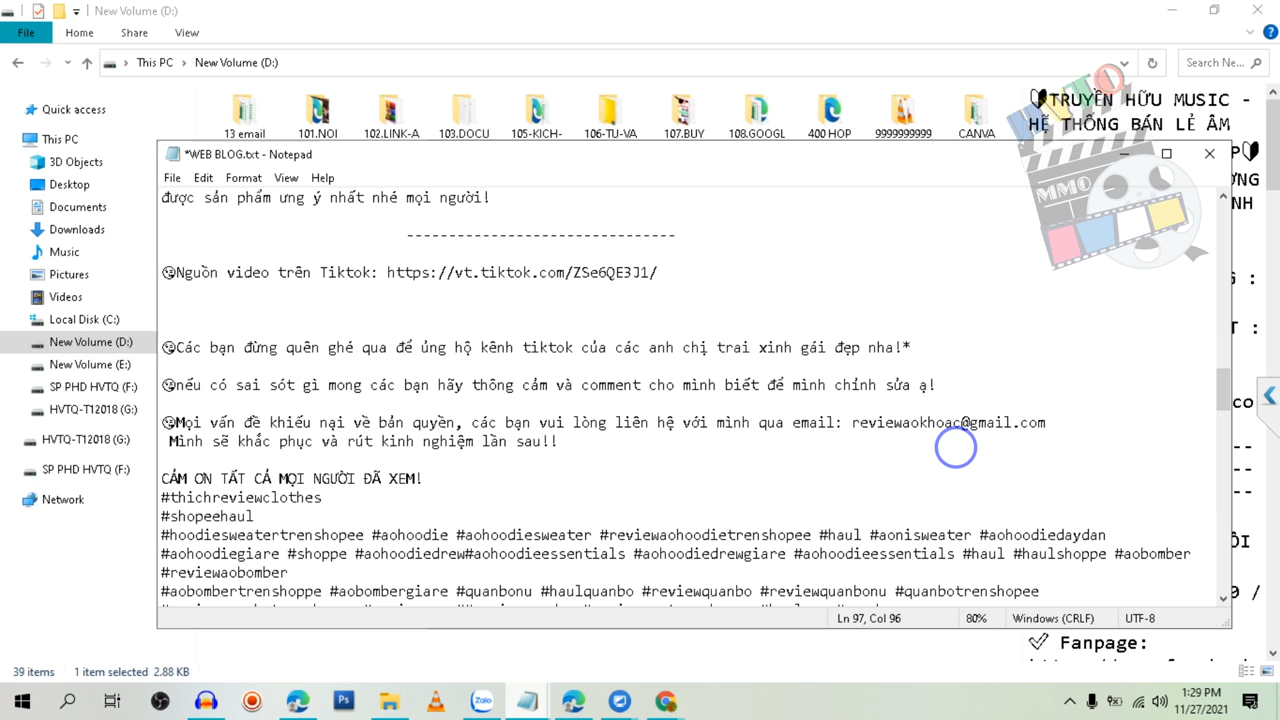 New Volume (D:)
File Home Share View
This PC New Volume (D:) Search Ne...
Quick access
This PC
3D Objects
Desktop
Documents
Downloads
Music
Pictures
Videos
Local Disk (C:)
New Volume (D:)
New Volume (E:)
SP PHD HVTQ (F:)
HVTQ-T12018 (G:)
HVTQ-T12018 (G:)
SP PHD HVTQ (F:)
Network
13 email 101.NOI 102.LINK-A 103.DOCU 105-KICH- 106-TU-VA 107.BUY 108.GOOGL 400 HOP 9999999999 CANVA
*WEB BLOG.txt - Notepad
File Edit Format View Help
được sản phẩm ưng ý nhất nhé mọi người!
--------------------------------
😘Nguồn video trên Tiktok: https://vt.tiktok.com/ZSe6QE3J1/
😘Các bạn đừng quên ghé qua để ủng hộ kênh tiktok của các anh chị trai xinh gái đẹp nha!*
😘nếu có sai sót gì mong các bạn hãy thông cảm và comment cho mình biết để mình chỉnh sửa ạ!
😘Mọi vấn đề khiếu nại về bản quyền, các bạn vui lòng liên hệ với mình qua email: reviewaokhoac@gmail.com
Mình sẽ khắc phục và rút kinh nghiệm lần sau!!
CẢM ƠN TẤT CẢ MỌI NGƯỜI ĐÃ XEM!
#thichreviewclothes
#shopeehaul
#hoodiesweatertrenshopee #aohoodie #aohoodiesweater #reviewaohoodietrenshopee #haul #aonisweater #aohoodiedaydan
#aohoodiegiare #shoppe #aohoodiedrew#aohoodieessentials #aohoodiedrewgiare #aohoodieessentials #haul #haulshoppe #aobomber
#reviewaobomber
#aobombertrenshoppe #aobombergiare #quanbonu #haulquanbo #reviewquanbo #reviewquanbonu #quanbotrenshopee
Ln 97, Col 96 80% Windows (CRLF) UTF-8
🔰TRUYỀN HỮU MUSIC -
HỆ THỐNG BÁN LẺ ÂM
MMO
✅ Fanpage:
39 items 1 item selected 2.88 KB
Zalo
1:29 PM
11/27/2021